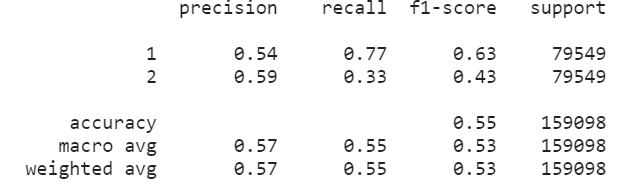 precision recall f1-score support
1 0.54 0.77 0.63 79549
2 0.59 0.33 0.43 79549
accuracy 0.55 159098
macro avg 0.57 0.55 0.53 159098
weighted avg 0.57 0.55 0.53 159098